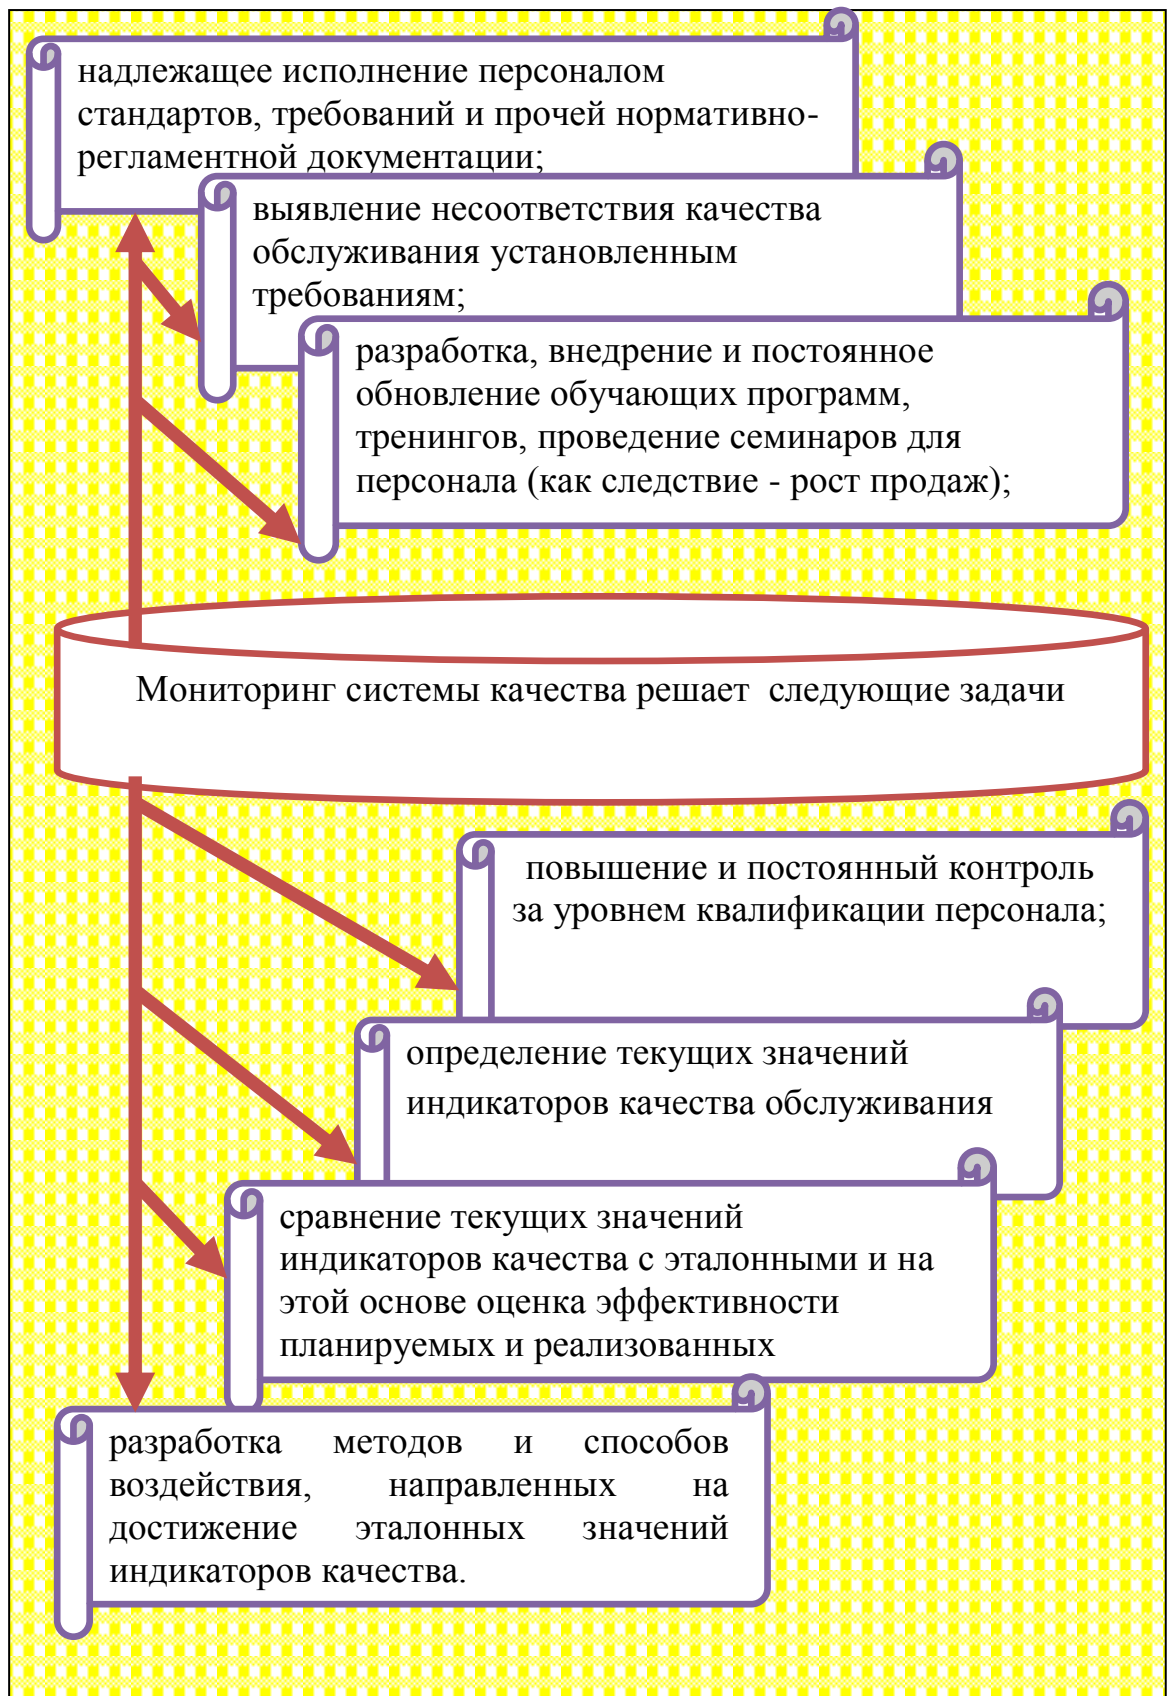 надлежащее исполнение персоналом
стандартов, требований и прочей нормативно-
регламентной документации;
выявление несоответствия качества
обслуживания установленным
требованиям;
разработка, внедрение и постоянное
обновление обучающих программ,
тренингов, проведение семинаров для
персонала (как следствие - рост продаж);
Мониторинг системы качества решает следующие задачи
повышение и постоянный контроль
за уровнем квалификации персонала;
определение текущих значений
индикаторов качества обслуживания
сравнение текущих значений
индикаторов качества с эталонными и на
этой основе оценка эффективности
планируемых и реализованных
разработка методов и способов
воздействия, направленных на
достижение эталонных значений
индикаторов качества.